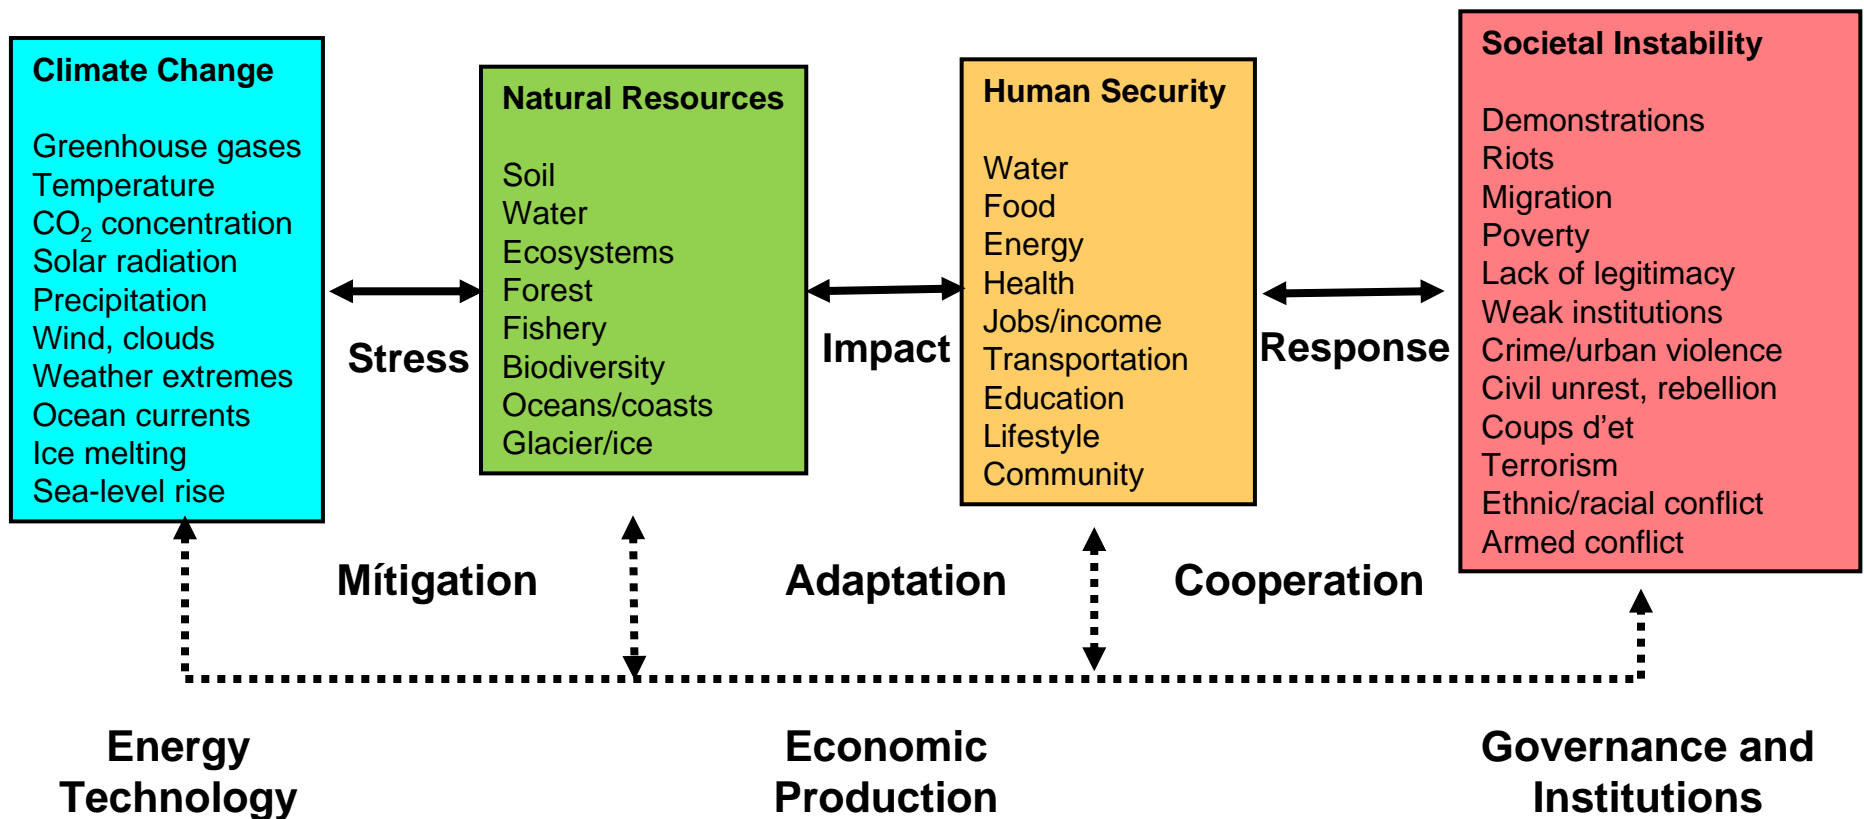 Climate Change
Greenhouse gases
Temperature
CO₂ concentration
Solar radiation
Precipitation
Wind, clouds
Weather extremes
Ocean currents
Ice melting
Sea-level rise
Stress
Natural Resources
Soil
Water
Ecosystems
Forest
Fishery
Biodiversity
Oceans/coasts
Glacier/ice
Impact
Human Security
Water
Food
Energy
Health
Jobs/income
Transportation
Education
Lifestyle
Community
Response
Societal Instability
Demonstrations
Riots
Migration
Poverty
Lack of legitimacy
Weak institutions
Crime/urban violence
Civil unrest, rebellion
Coups d’et
Terrorism
Ethnic/racial conflict
Armed conflict
Mítigation
Adaptation
Cooperation
Energy
Technology
Economic
Production
Governance and
Institutions